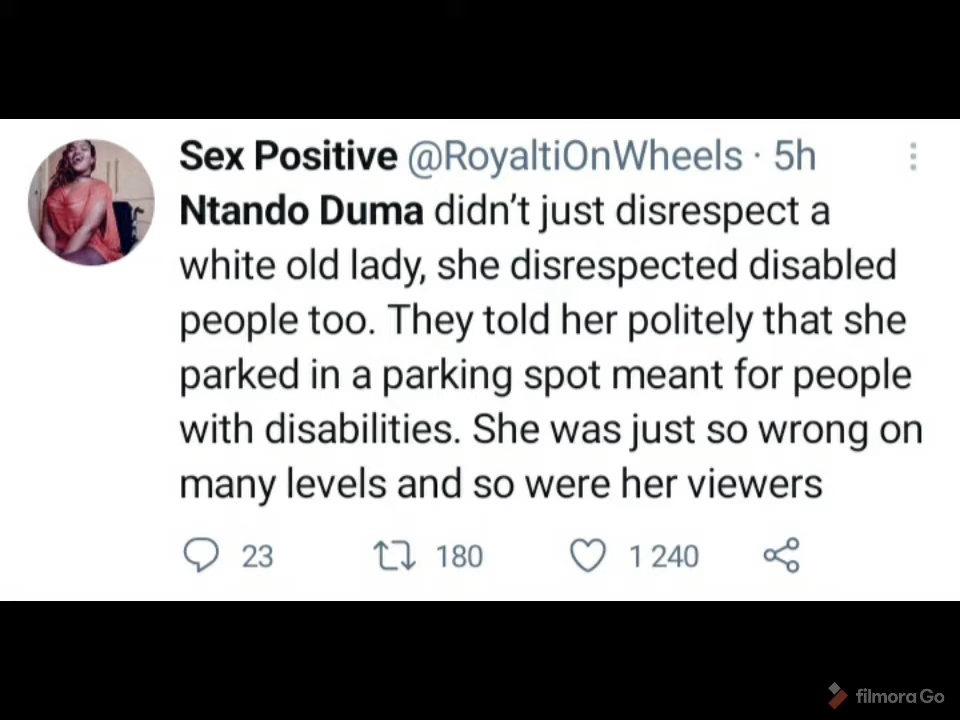 Sex Positive @RoyaltiOnWheels · 5h
Ntando Duma didn't just disrespect a
white old lady, she disrespected disabled
people too. They told her politely that she
parked in a parking spot meant for people
with disabilities. She was just so wrong on
many levels and so were her viewers
23 180 1 240
filmora Go